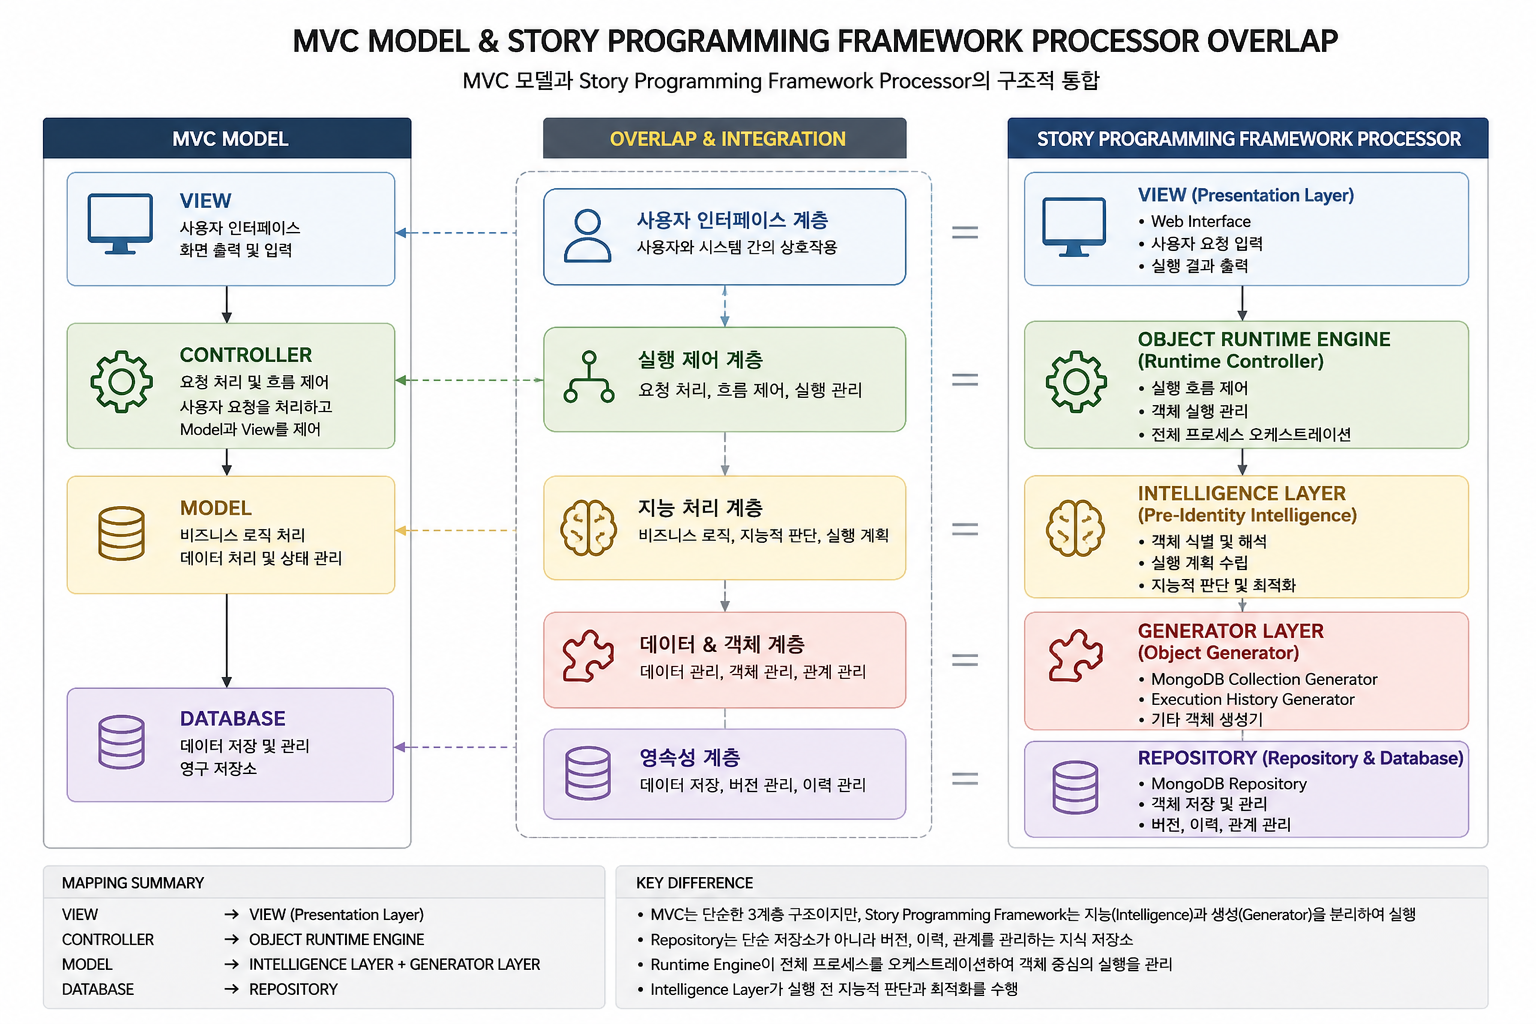 MVC MODEL & STORY PROGRAMMING FRAMEWORK PROCESSOR OVERLAP
MVC 모델과 Story Programming Framework Processor의 구조적 통합
MVC MODEL
VIEW
사용자 인터페이스
화면 출력 및 입력
CONTROLLER
요청 처리 및 흐름 제어
사용자 요청을 처리하고
Model과 View를 제어
MODEL
비즈니스 로직 처리
데이터 처리 및 상태 관리
DATABASE
데이터 저장 및 관리
영구 저장소
OVERLAP & INTEGRATION
사용자 인터페이스 계층
사용자와 시스템 간의 상호작용
실행 제어 계층
요청 처리, 흐름 제어, 실행 관리
지능 처리 계층
비즈니스 로직, 지능적 판단, 실행 계획
데이터 & 객체 계층
데이터 관리, 객체 관리, 관계 관리
영속성 계층
데이터 저장, 버전 관리, 이력 관리
=
=
=
=
=
STORY PROGRAMMING FRAMEWORK PROCESSOR
VIEW (Presentation Layer)
• Web Interface
• 사용자 요청 입력
• 실행 결과 출력
OBJECT RUNTIME ENGINE
(Runtime Controller)
• 실행 흐름 제어
• 객체 실행 관리
• 전체 프로세스 오케스트레이션
INTELLIGENCE LAYER
(Pre-Identity Intelligence)
• 객체 식별 및 해석
• 실행 계획 수립
• 지능적 판단 및 최적화
GENERATOR LAYER
(Object Generator)
• MongoDB Collection Generator
• Execution History Generator
• 기타 객체 생성기
REPOSITORY (Repository & Database)
• MongoDB Repository
• 객체 저장 및 관리
• 버전, 이력, 관계 관리
MAPPING SUMMARY
VIEW → VIEW (Presentation Layer)
CONTROLLER → OBJECT RUNTIME ENGINE
MODEL → INTELLIGENCE LAYER + GENERATOR LAYER
DATABASE → REPOSITORY
KEY DIFFERENCE
• MVC는 단순한 3계층 구조이지만, Story Programming Framework는 지능(Intelligence)과 생성(Generator)을 분리하여 실행
• Repository는 단순 저장소가 아니라 버전, 이력, 관계를 관리하는 지식 저장소
• Runtime Engine이 전체 프로세스를 오케스트레이션하여 객체 중심의 실행을 관리
• Intelligence Layer가 실행 전 지능적 판단과 최적화를 수행